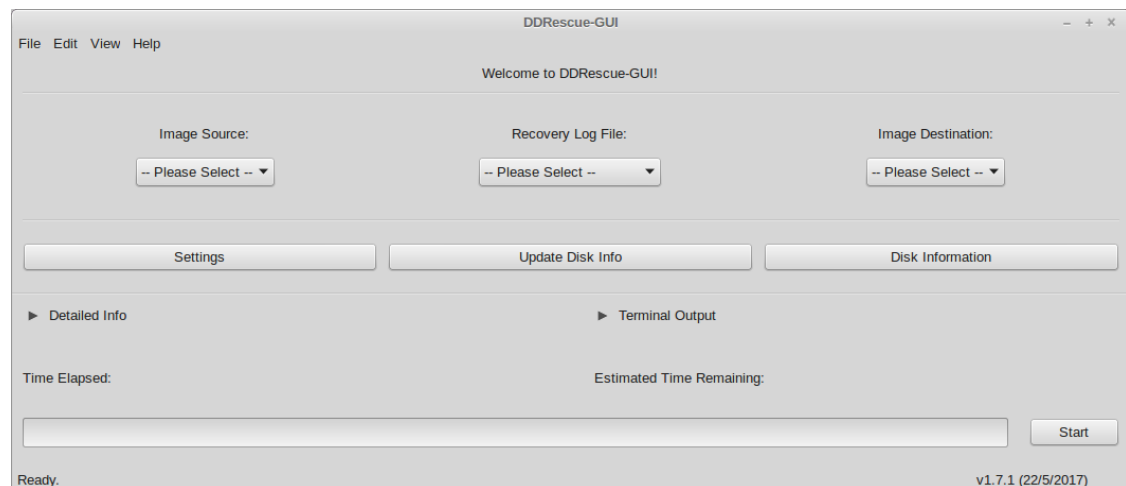 DDRescue-GUI
File Edit View Help
Welcome to DDRescue-GUI!
Image Source: Recovery Log File: Image Destination:
-- Please Select -- -- Please Select -- -- Please Select --
Settings Update Disk Info Disk Information
Detailed Info Terminal Output
Time Elapsed: Estimated Time Remaining:
Start
Ready. v1.7.1 (22/5/2017)